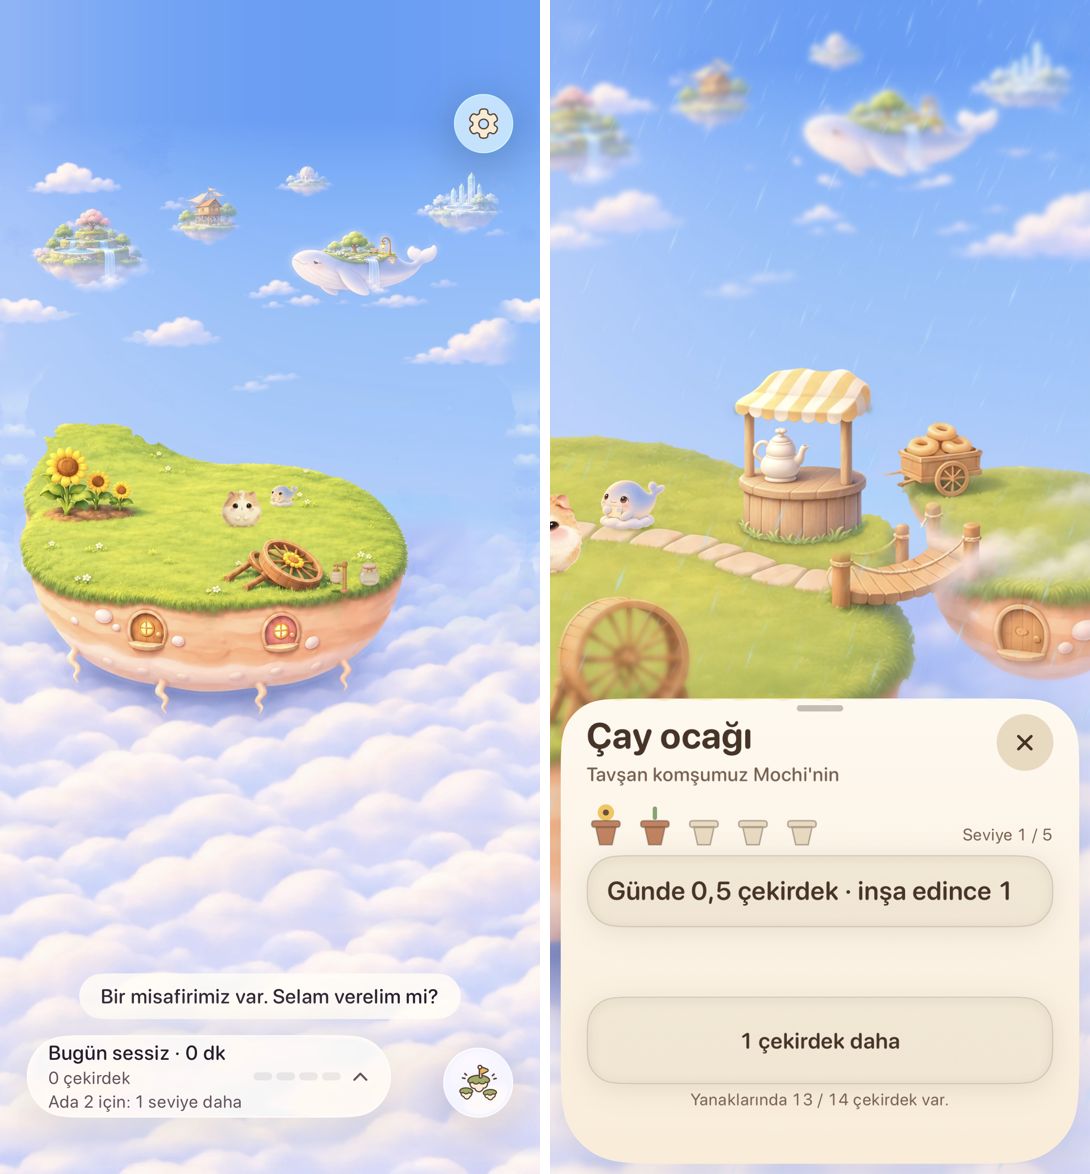 Bir misafirimiz var. Selam verelim mi?
Bugün sessiz · 0 dk
0 çekirdek
Ada 2 için: 1 seviye daha
Çay ocağı
Tavşan komşumuz Mochi'nin
Seviye 1 / 5
Günde 0,5 çekirdek · inşa edince 1
1 çekirdek daha
Yanaklarında 13 / 14 çekirdek var.